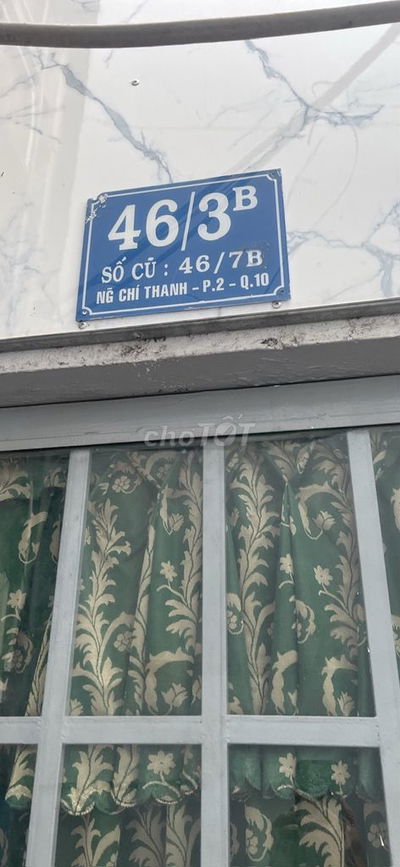 46/3B
SỐ CŨ : 46/7B
NG CHÍ THANH - P.2 - Q.10
choTỐT